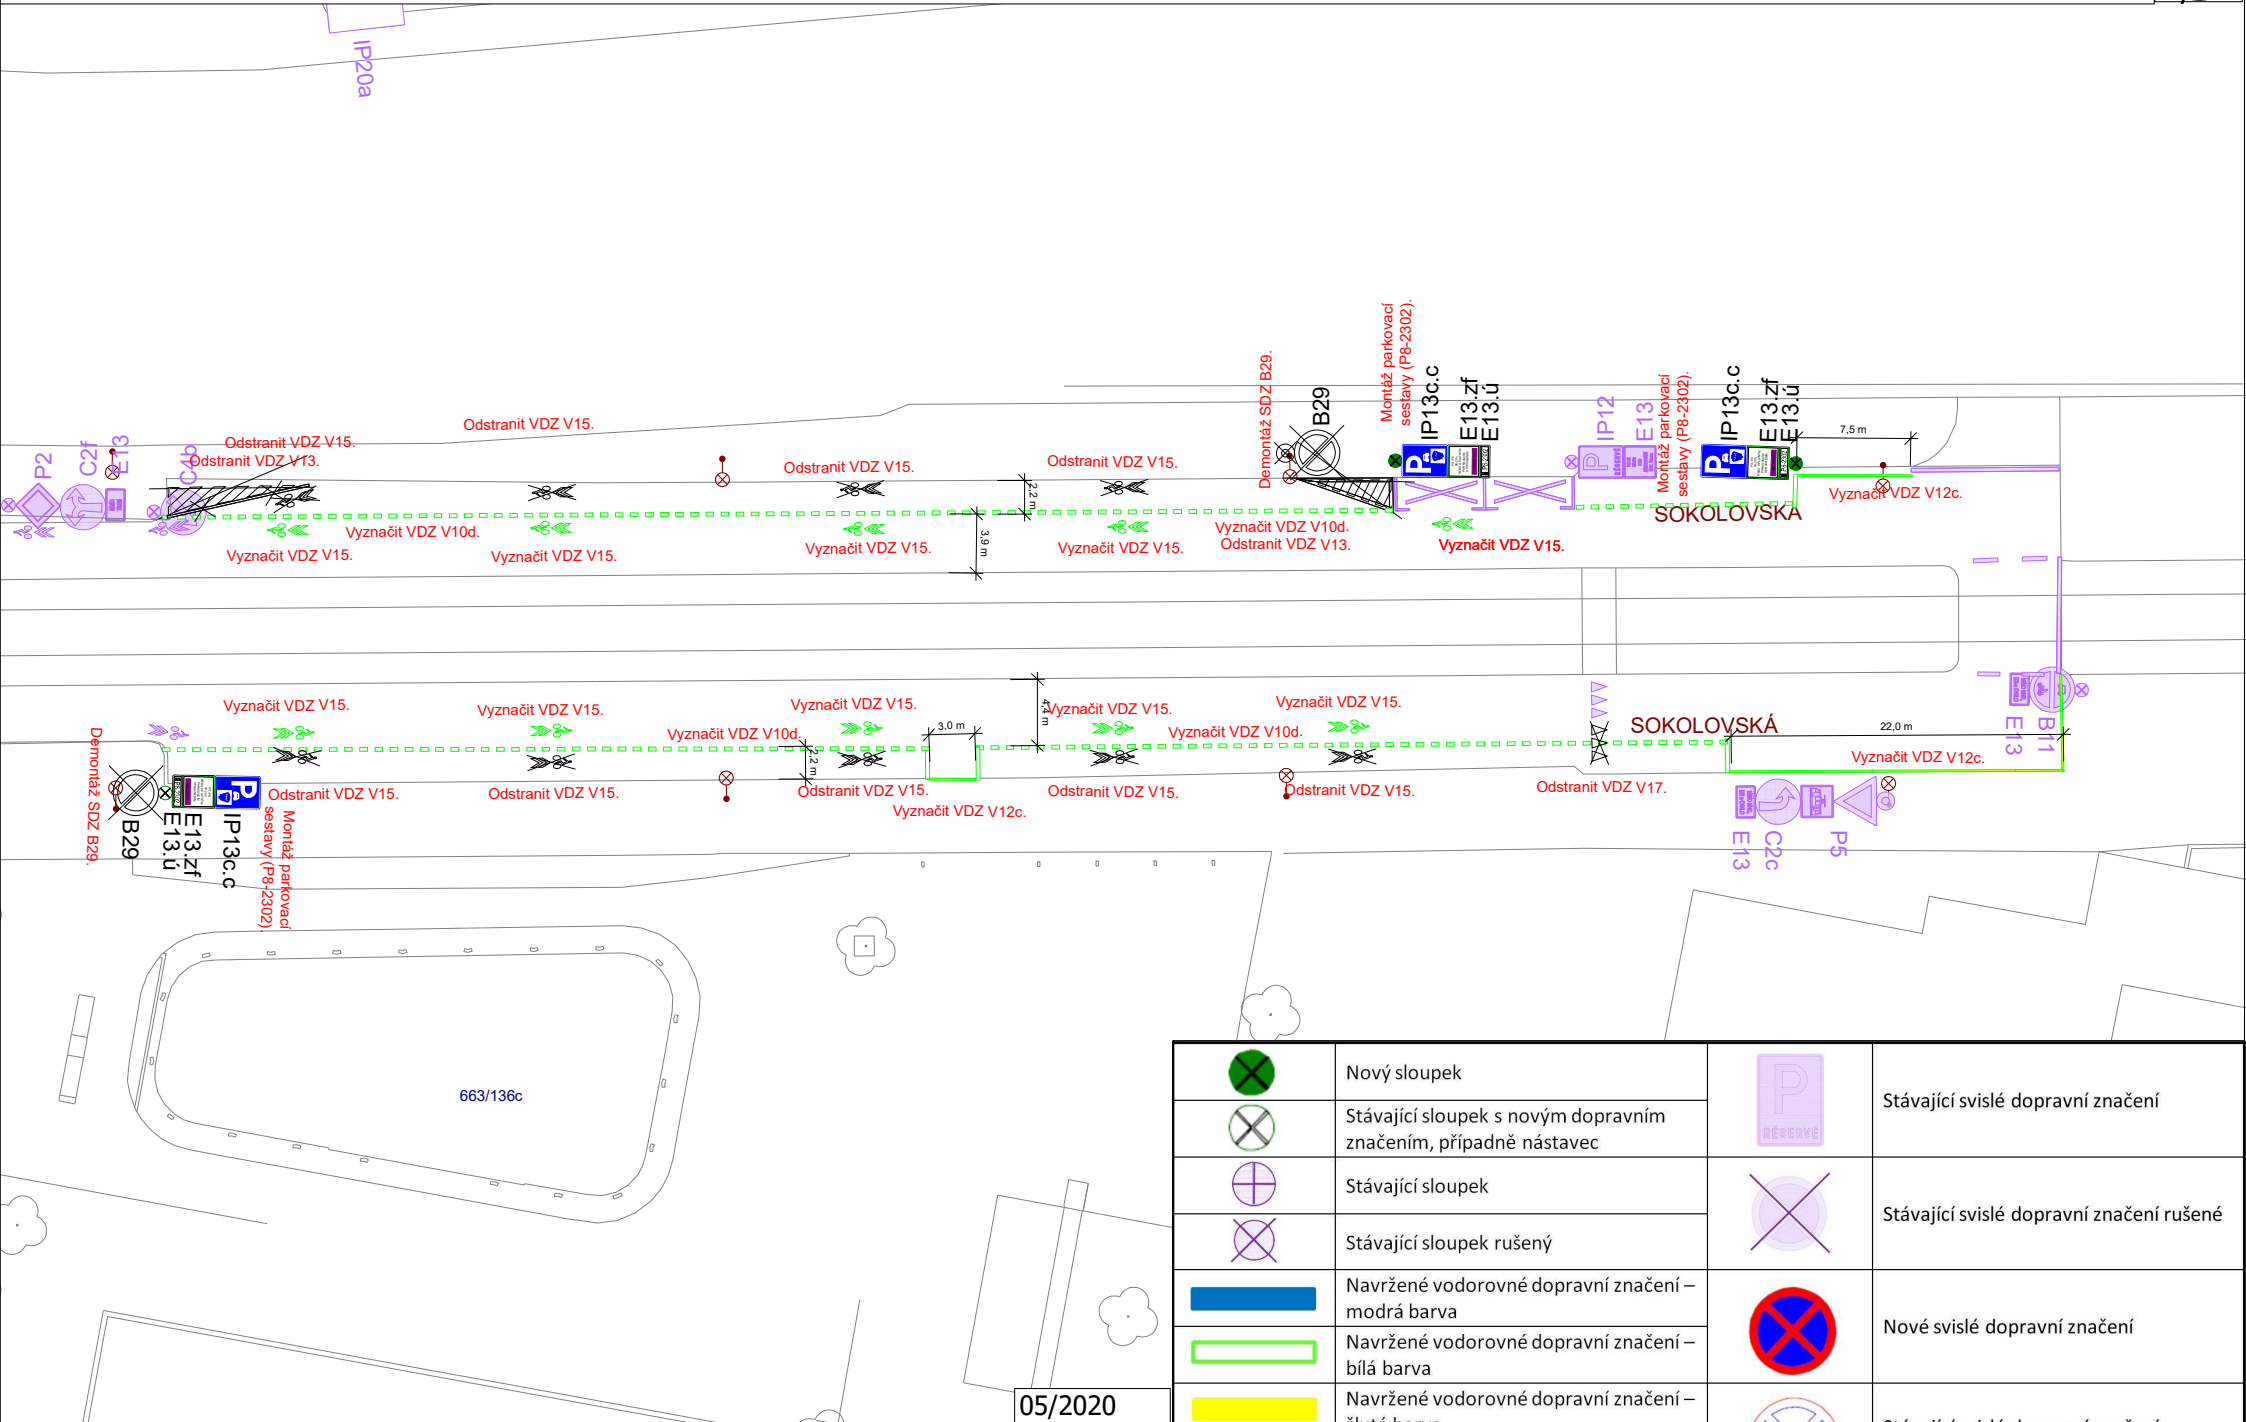 IP20a
P2
C2f
E13
C4b
Odstranit VDZ V15.
Odstranit VDZ V13.
Odstranit VDZ V15.
Odstranit VDZ V15.
Odstranit VDZ V15.
Demontáž SDZ B29.
B29
Montáž parkovací
sestavy (P8-2302).
IP13c.c
E13.zf
E13.ú
IP12
E13
Montáž parkovací
sestavy (P8-2302).
IP13c.c
E13.zf
E13.ú
7,5 m
2,2 m
3,9 m
Vyznačit VDZ V12c.
SOKOLOVSKÁ
Vyznačit VDZ V10d.
Vyznačit VDZ V15.
Vyznačit VDZ V15.
Vyznačit VDZ V15.
Vyznačit VDZ V15.
Vyznačit VDZ V10d.
Odstranit VDZ V13.
Vyznačit VDZ V15.
Vyznačit VDZ V15.
Vyznačit VDZ V15.
Vyznačit VDZ V15.
Vyznačit VDZ V15.
Vyznačit VDZ V15.
Vyznačit VDZ V10d.
Vyznačit VDZ V10d.
3,0 m
4,4 m
2,2 m
SOKOLOVSKÁ
22,0 m
Vyznačit VDZ V12c.
E13
B11
Demontáž SDZ B29.
B29
E13.ú
E13.zf
IP13c.c
Montáž parkovací
sestavy (P8-2302).
Odstranit VDZ V15.
Odstranit VDZ V15.
Odstranit VDZ V15.
Vyznačit VDZ V12c.
Odstranit VDZ V15.
Odstranit VDZ V15.
Odstranit VDZ V17.
E13
C2c
P5
663/136c
Nový sloupek
Stávající sloupek s novým dopravním
značením, případně nástavec
Stávající sloupek
Stávající sloupek rušený
Navržené vodorovné dopravní značení –
modrá barva
Navržené vodorovné dopravní značení –
bílá barva
Navržené vodorovné dopravní značení –
P
RÉSERVÉ
Stávající svislé dopravní značení
Stávající svislé dopravní značení rušené
Nové svislé dopravní značení
05/2020